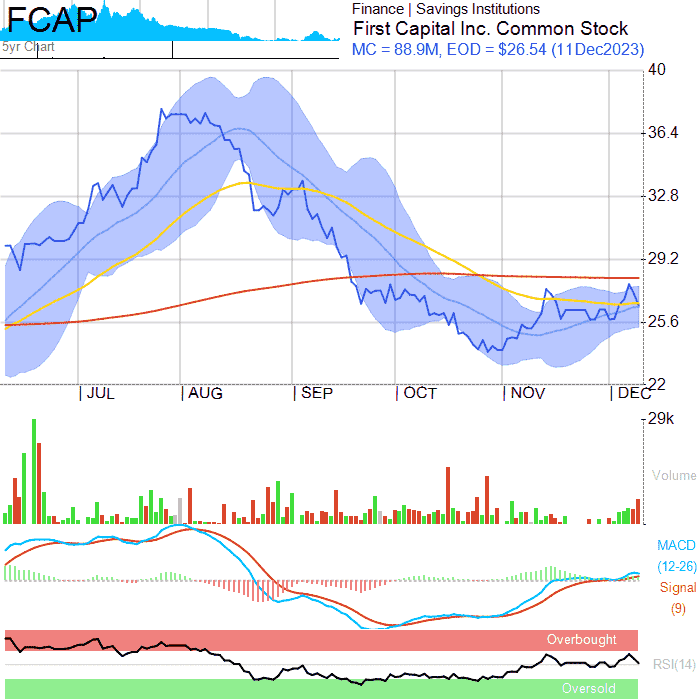 FCAP
5yr Chart
Finance | Savings Institutions
First Capital Inc. Common Stock
MC = 88.9M, EOD = $26.54 (11Dec2023)
40
36.4
32.8
29.2
25.6
22
JUL
AUG
SEP
OCT
NOV
DEC
29k
Volume
MACD
(12-26)
Signal
(9)
Overbought
RSI(14)
Oversold